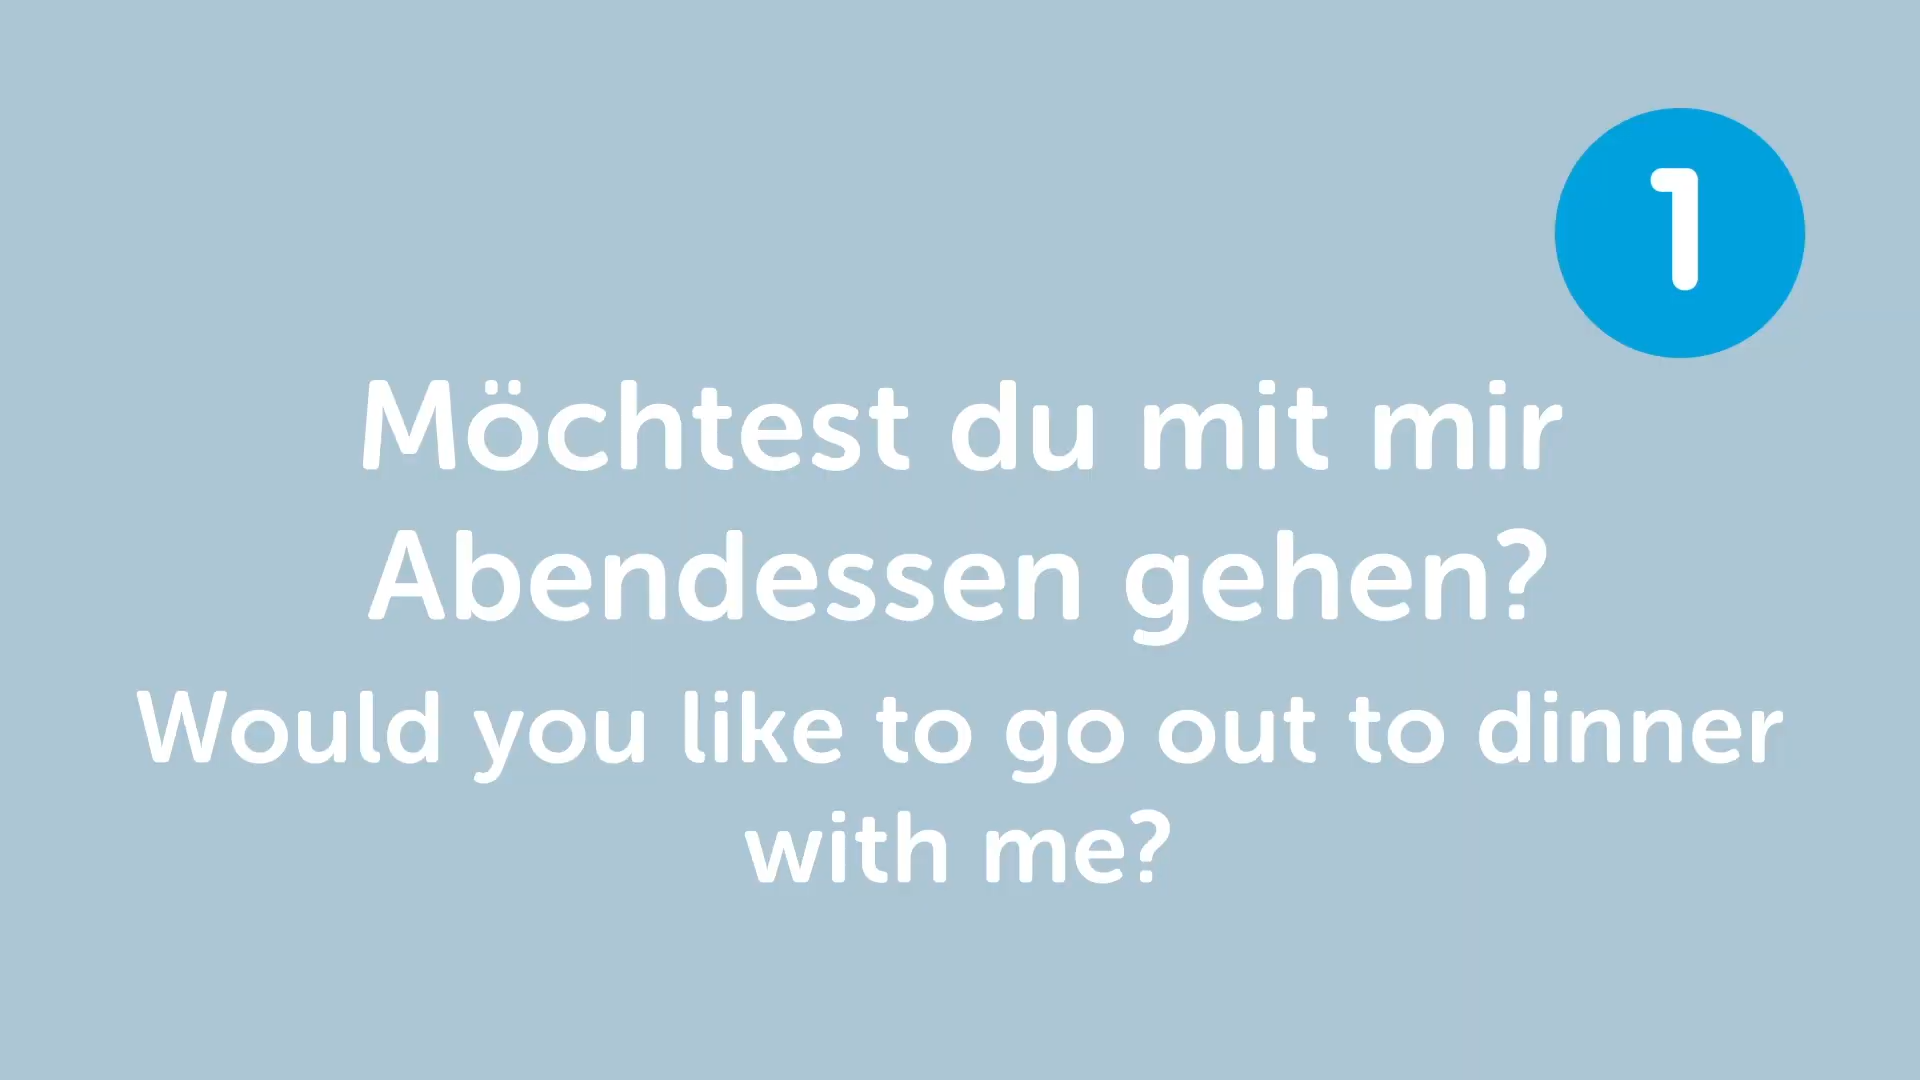 1
Möchtest du mit mir
Abendessen gehen?
Would you like to go out to dinner
with me?